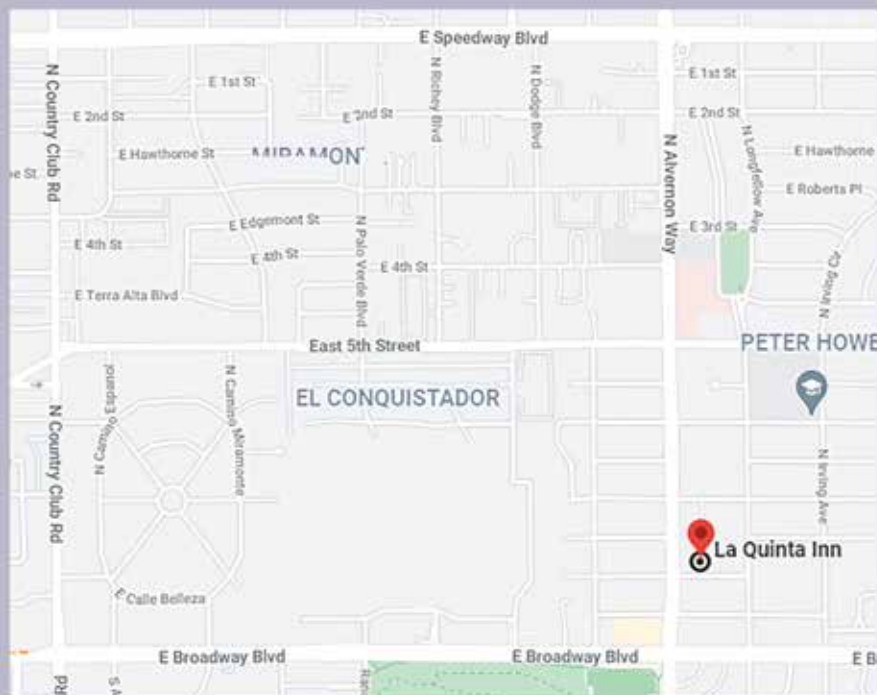 E Speedway Blvd
N Country Club Rd
E 1st St
N Richey Blvd
N Dodge Blvd
E 1st St
E 2nd St
E 2nd St
E 2nd St
E Hawthorne St
MIRAMONT
N Alvernon Way
N Longfellow Ave
E Hawthorne
E Roberts Pl
E Edgemont St
E 3rd St
E 4th St
E 4th St
N Palo Verde Blvd
E 4th St
N Irving
E Terra Alta Blvd
East 5th Street
PETER HOWE
N Camino Espanol
N Camino Miramonte
EL CONQUISTADOR
N Country Club Rd
N Irving Ave
La Quinta Inn
E Calle Belleza
E Broadway Blvd
E Broadway Blvd
E B